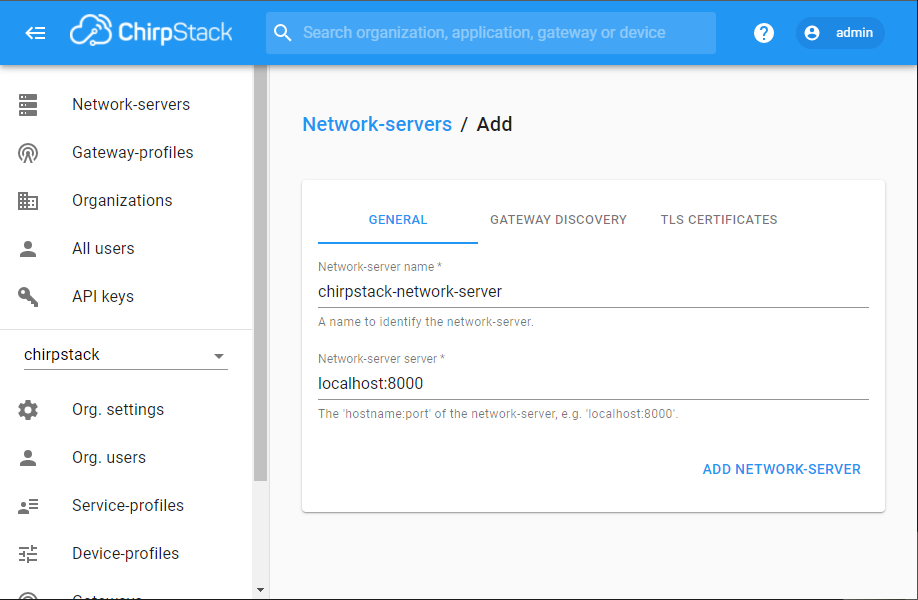 ChirpStack
Search organization, application, gateway or device
?
admin
Network-servers
Gateway-profiles
Organizations
All users
API keys
chirpstack
Org. settings
Org. users
Service-profiles
Device-profiles
Gateways
Network-servers / Add
GENERAL GATEWAY DISCOVERY TLS CERTIFICATES
Network-server name *
chirpstack-network-server
A name to identify the network-server.
Network-server server *
localhost:8000
The 'hostname:port' of the network-server, e.g. 'localhost:8000'.
ADD NETWORK-SERVER